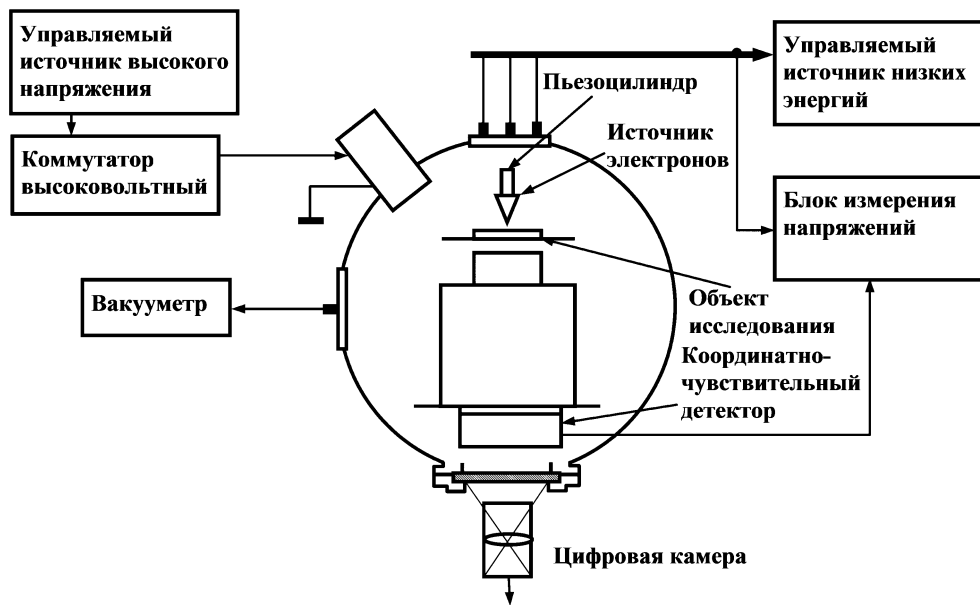 Управляемый
источник высокого
напряжения
Коммутатор
высоковольтный
Вакууметр
Пьезоцилиндр
Источник
электронов
Управляемый
источник низких
энергий
Блок измерения
напряжений
Объект
исследования
Координатно-
чувствительный
детектор
Цифровая камера